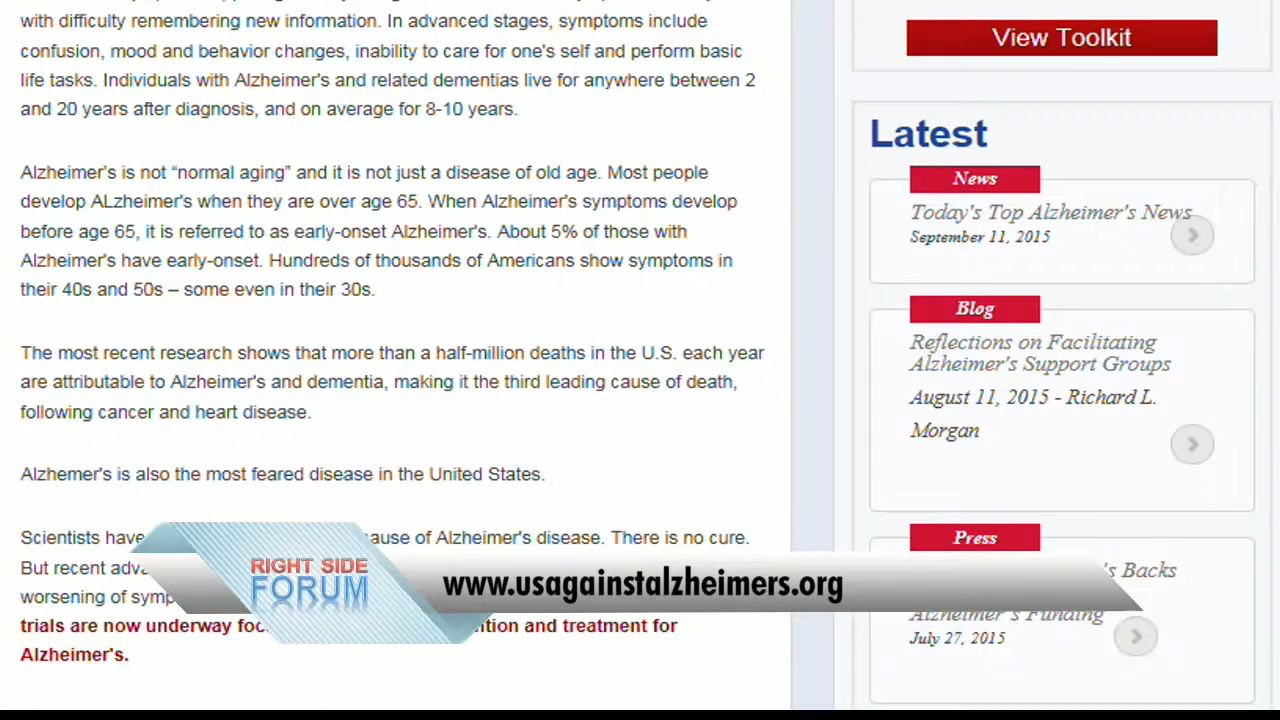 with difficulty remembering new information. In advanced stages, symptoms include
confusion, mood and behavior changes, inability to care for one's self and perform basic
life tasks. Individuals with Alzheimer's and related dementias live for anywhere between 2
and 20 years after diagnosis, and on average for 8-10 years.
Alzheimer's is not “normal aging” and it is not just a disease of old age. Most people
develop ALzheimer's when they are over age 65. When Alzheimer's symptoms develop
before age 65, it is referred to as early-onset Alzheimer's. About 5% of those with
Alzheimer's have early-onset. Hundreds of thousands of Americans show symptoms in
their 40s and 50s – some even in their 30s.
The most recent research shows that more than a half-million deaths in the U.S. each year
are attributable to Alzheimer's and dementia, making it the third leading cause of death,
following cancer and heart disease.
Alzhemer's is also the most feared disease in the United States.
Scientists have ause of Alzheimer's disease. There is no cure.
But recent adva
worsening of symp
trials are now underway foc ntion and treatment for
Alzheimer's.
View Toolkit
Latest
News
Today's Top Alzheimer's News
September 11, 2015
Blog
Reflections on Facilitating
Alzheimer's Support Groups
August 11, 2015 - Richard L.
Morgan
Press
's Backs
Alzheimer's Funding
July 27, 2015
RIGHT SIDE
FORUM
www.usagainstalzheimers.org